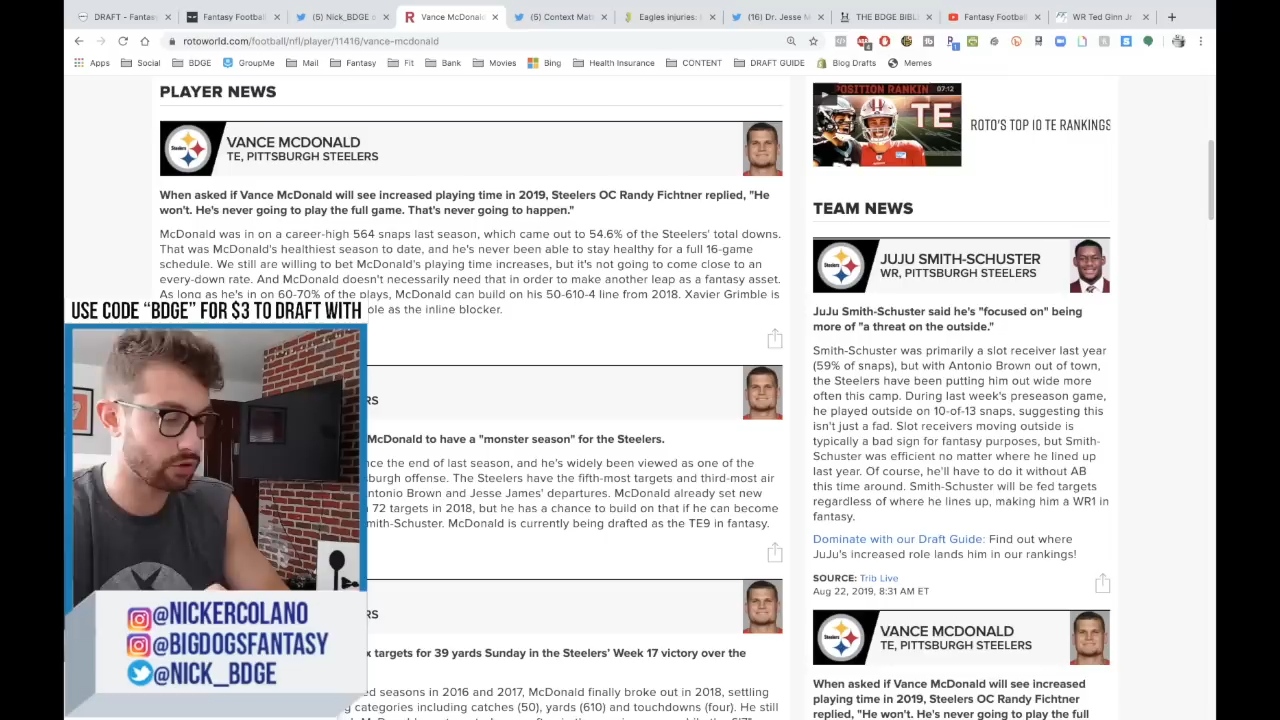 DRAFT - Fantas
Fantasy Footbal
(5) Nick_BDGE o
Vance McDonald
(5) Context Mat
Eagles injuries:
(16) Dr. Jesse M
THE BDGE BIBL
Fantasy Footbal
WR Ted Ginn Jr
rotoworld.com/football/nfl/player/11416/vance-mcdonald
Apps
Social
BDGE
GroupMe
Mail
Fantasy
Fit
Bank
Movies
Bing
Health Insurance
CONTENT
DRAFT GUIDE
Blog Drafts
Memes
PLAYER NEWS
VANCE MCDONALD
TE, PITTSBURGH STEELERS
When asked if Vance McDonald will see increased playing time in 2019, Steelers OC Randy Fichtner replied, "He
won't. He's never going to play the full game. That's never going to happen."
McDonald was in on a career-high 564 snaps last season, which came out to 54.6% of the Steelers' total downs.
That was McDonald's healthiest season to date, and he's never been able to stay healthy for a full 16-game
schedule. We still are willing to bet McDonald's playing time increases, but it's not going to come close to an
every-down rate. And McDonald doesn't necessarily need that in order to make another leap as a fantasy asset.
As long as he's in on 60-70% of the plays, McDonald can build on his 50-610-4 line from 2018. Xavier Grimble is
ole as the inline blocker.
RS
McDonald to have a "monster season" for the Steelers.
nce the end of last season, and he's widely been viewed as one of the
burgh offense. The Steelers have the fifth-most targets and third-most air
ntonio Brown and Jesse James' departures. McDonald already set new
72 targets in 2018, but he has a chance to build on that if he can become
mith-Schuster. McDonald is currently being drafted as the TE9 in fantasy.
RS
x targets for 39 yards Sunday in the Steelers' Week 17 victory over the
ed seasons in 2016 and 2017, McDonald finally broke out in 2018, settling
g categories including catches (50), yards (610) and touchdowns (four). He still
USE CODE "BDGE" FOR $3 TO DRAFT WITH
@NICKERCOLANO
@BIGDOGSFANTASY
@NICK_BDGE
POSITION RANKIN
07:12
TE
ROTO'S TOP 10 TE RANKINGS
TEAM NEWS
JUJU SMITH-SCHUSTER
WR, PITTSBURGH STEELERS
JuJu Smith-Schuster said he's "focused on" being
more of "a threat on the outside."
Smith-Schuster was primarily a slot receiver last year
(59% of snaps), but with Antonio Brown out of town,
the Steelers have been putting him out wide more
often this camp. During last week's preseason game,
he played outside on 10-of-13 snaps, suggesting this
isn't just a fad. Slot receivers moving outside is
typically a bad sign for fantasy purposes, but Smith-
Schuster was efficient no matter where he lined up
last year. Of course, he'll have to do it without AB
this time around. Smith-Schuster will be fed targets
regardless of where he lines up, making him a WR1 in
fantasy.
Dominate with our Draft Guide: Find out where
JuJu's increased role lands him in our rankings!
SOURCE: Trib Live
Aug 22, 2019, 8:31 AM ET
VANCE MCDONALD
TE, PITTSBURGH STEELERS
When asked if Vance McDonald will see increased
playing time in 2019, Steelers OC Randy Fichtner
replied, "He won't. He's never going to play the full